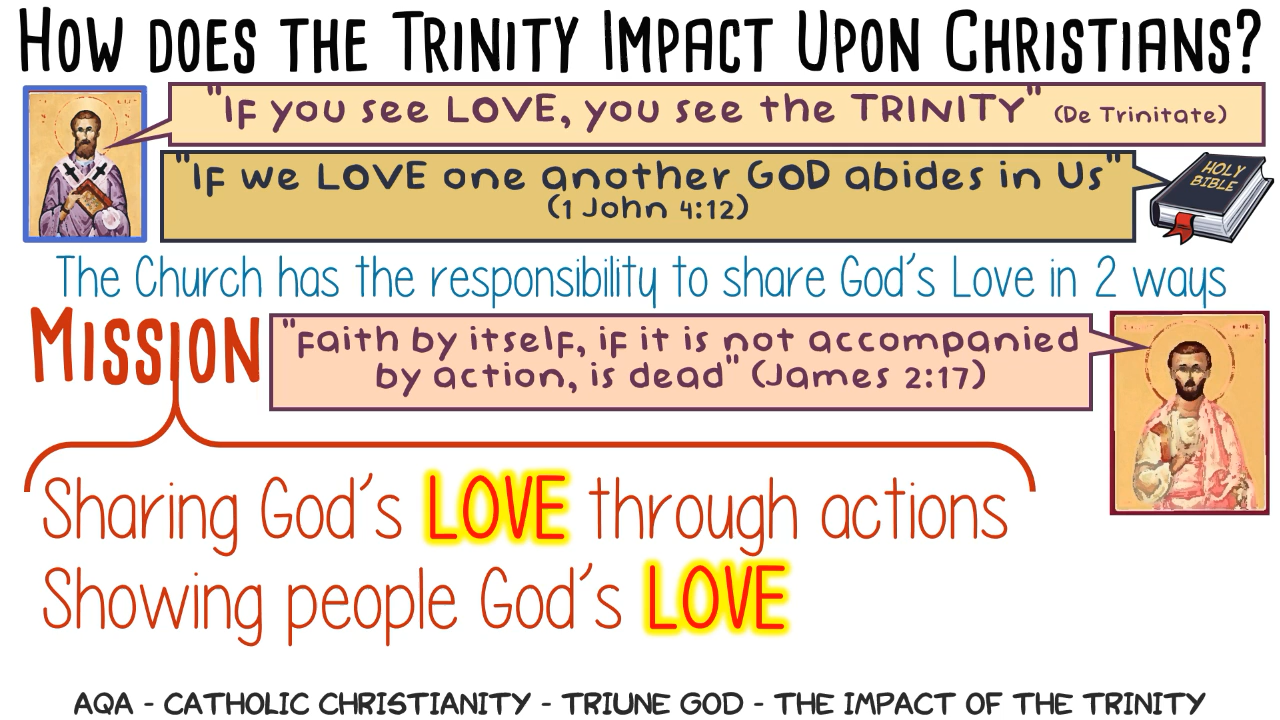 HOW DOES THE TRINITY IMPACT UPON CHRISTIANS?
"If you see LOVE, you see the TRINITY" (De Trinitate)
"If we LOVE one another GOD abides in Us"
(1 John 4:12)
HOLY
BIBLE
The Church has the responsibility to share God's Love in 2 ways
MISSION
"Faith by itself, if it is not accompanied
by action, is dead" (James 2:17)
Sharing God's LOVE through actions
Showing people God's LOVE
AQA - CATHOLIC CHRISTIANITY - TRIUNE GOD - THE IMPACT OF THE TRINITY